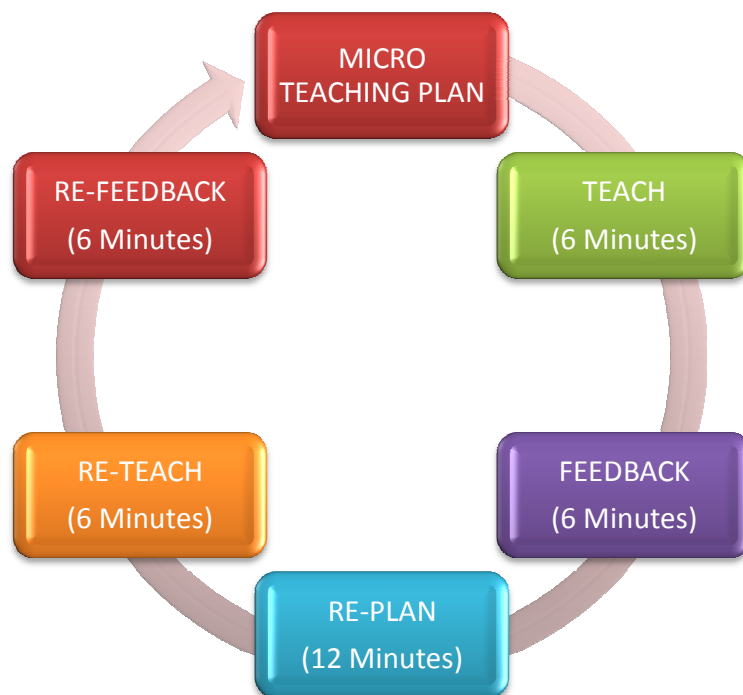 MICRO
TEACHING PLAN
TEACH
(6 Minutes)
FEEDBACK
(6 Minutes)
RE-PLAN
(12 Minutes)
RE-TEACH
(6 Minutes)
RE-FEEDBACK
(6 Minutes)